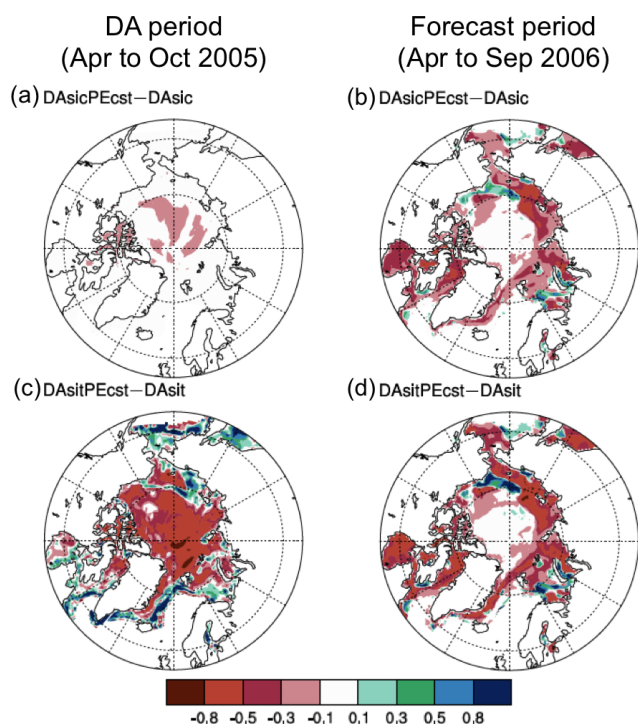 DA period
(Apr to Oct 2005)
Forecast period
(Apr to Sep 2006)
(a) DAsicPEcst−DAsic
(b) DAsicPEcst−DAsic
(c) DAsitPEcst−DAsit
(d) DAsitPEcst−DAsit
-0.8 -0.5 -0.3 -0.1 0.1 0.3 0.5 0.8